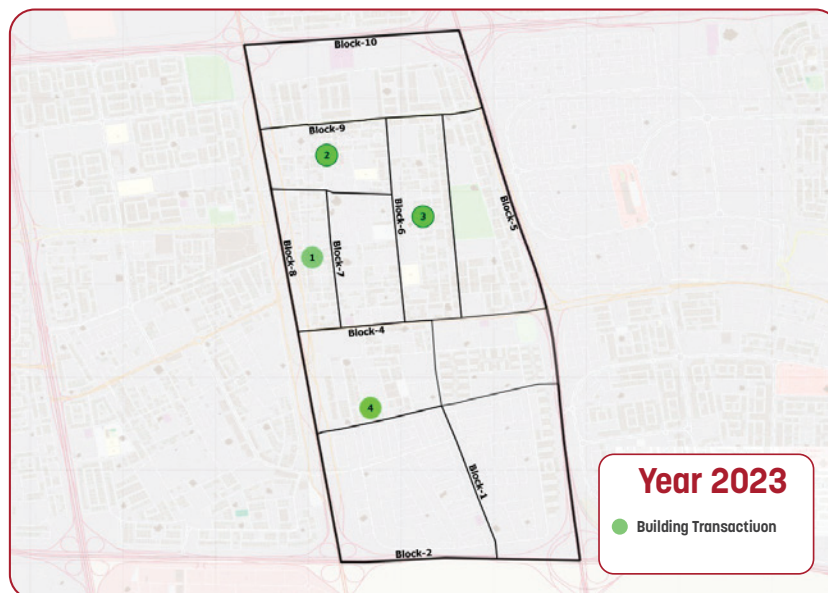 Block-10
Block-9
2
Block-6
3
Block-5
Block-8
1
Block-7
Block-4
4
Block-1
Block-2
Year 2023
Building Transactiuon